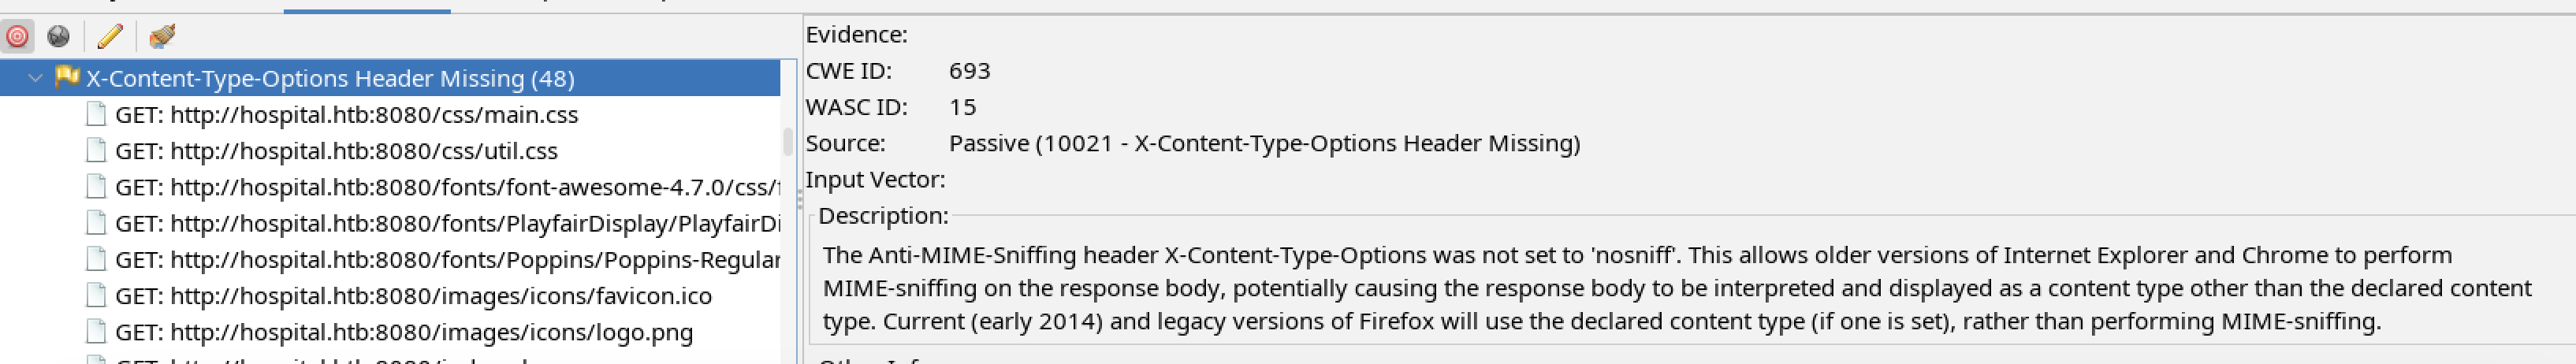 X-Content-Type-Options Header Missing (48)
GET: http://hospital.htb:8080/css/main.css
GET: http://hospital.htb:8080/css/util.css
GET: http://hospital.htb:8080/fonts/font-awesome-4.7.0/css/
GET: http://hospital.htb:8080/fonts/PlayfairDisplay/PlayfairDi
GET: http://hospital.htb:8080/fonts/Poppins/Poppins-Regular
GET: http://hospital.htb:8080/images/icons/favicon.ico
GET: http://hospital.htb:8080/images/icons/logo.png
Evidence:
CWE ID: 693
WASC ID: 15
Source: Passive (10021 - X-Content-Type-Options Header Missing)
Input Vector:
Description:
The Anti-MIME-Sniffing header X-Content-Type-Options was not set to 'nosniff'. This allows older versions of Internet Explorer and Chrome to perform
MIME-sniffing on the response body, potentially causing the response body to be interpreted and displayed as a content type other than the declared content
type. Current (early 2014) and legacy versions of Firefox will use the declared content type (if one is set), rather than performing MIME-sniffing.